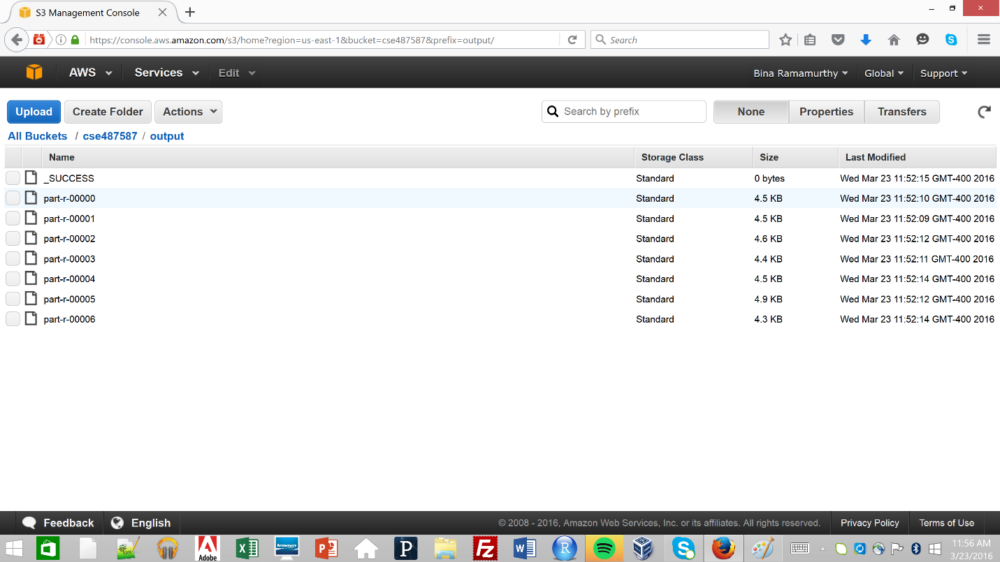 S3 Management Console
https://console.aws.amazon.com/s3/home?region=us-east-1&bucket=cse487587&prefix=output/ Search
AWS Services Edit Bina Ramamurthy Global Support
Upload Create Folder Actions Search by prefix None Properties Transfers
All Buckets / cse487587 / output
Name Storage Class Size Last Modified
_SUCCESS Standard 0 bytes Wed Mar 23 11:52:15 GMT-400 2016
part-r-00000 Standard 4.5 KB Wed Mar 23 11:52:10 GMT-400 2016
part-r-00001 Standard 4.5 KB Wed Mar 23 11:52:09 GMT-400 2016
part-r-00002 Standard 4.6 KB Wed Mar 23 11:52:12 GMT-400 2016
part-r-00003 Standard 4.4 KB Wed Mar 23 11:52:11 GMT-400 2016
part-r-00004 Standard 4.5 KB Wed Mar 23 11:52:14 GMT-400 2016
part-r-00005 Standard 4.9 KB Wed Mar 23 11:52:12 GMT-400 2016
part-r-00006 Standard 4.3 KB Wed Mar 23 11:52:14 GMT-400 2016
Feedback English © 2008 - 2016, Amazon Web Services, Inc. or its affiliates. All rights reserved. Privacy Policy Terms of Use
Adobe lenovo P Fz R 11:56 AM
3/23/2016